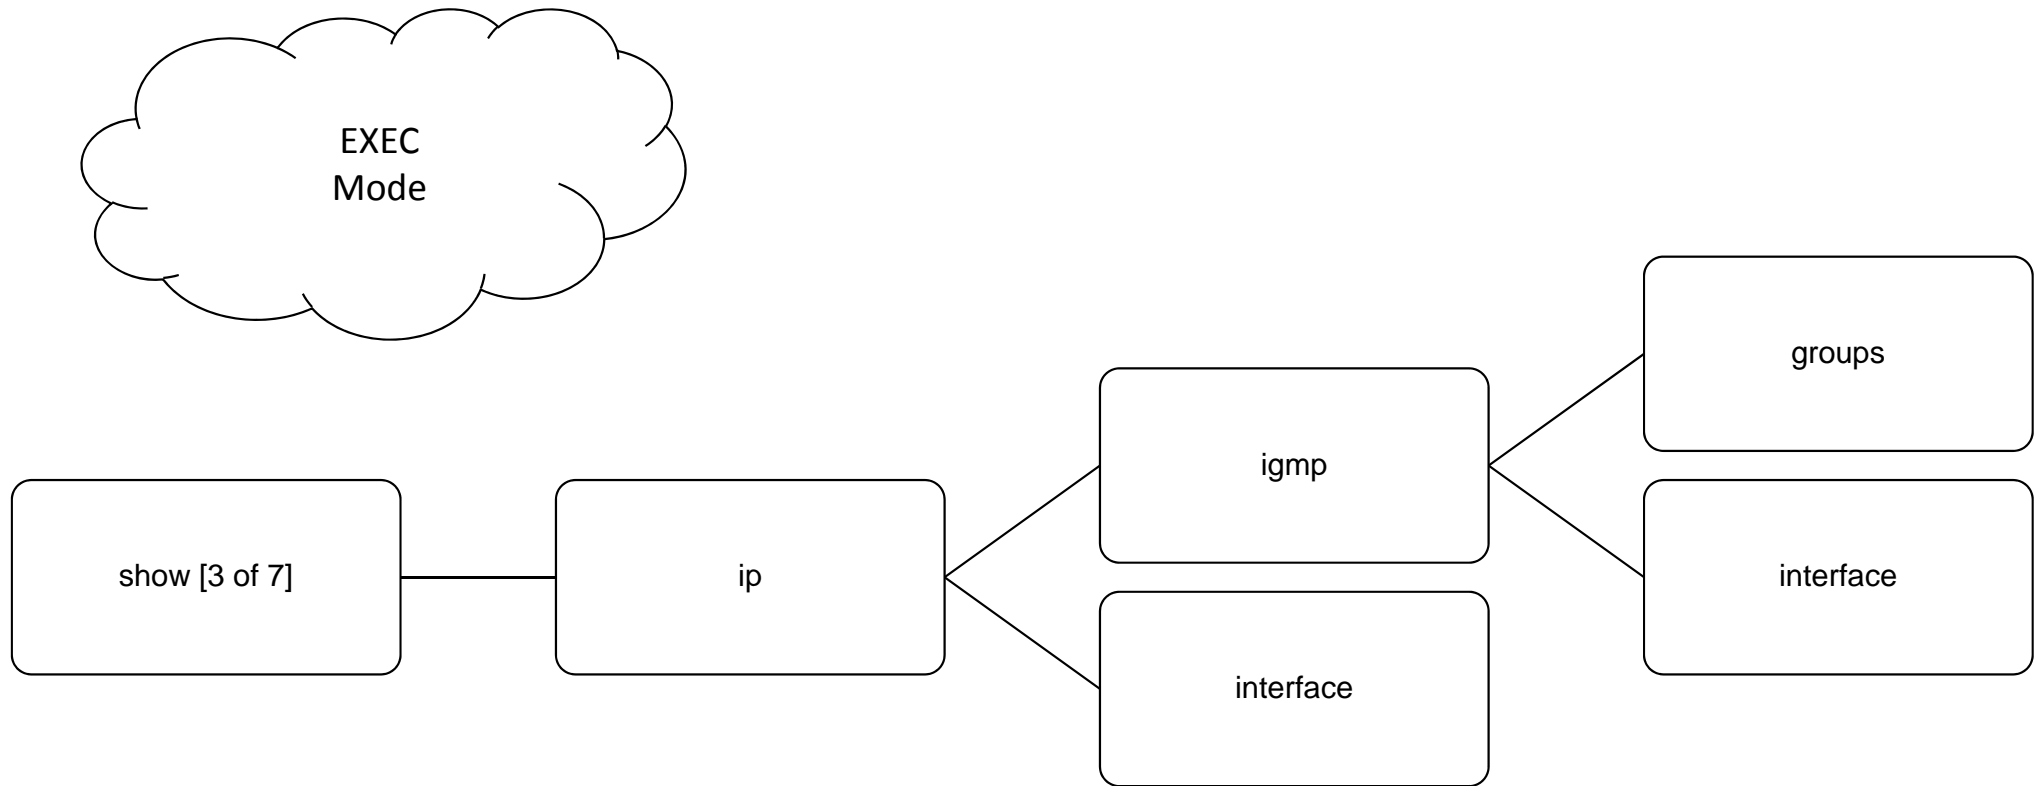 EXEC
Mode
groups
igmp
show [3 of 7]
ip
interface
interface